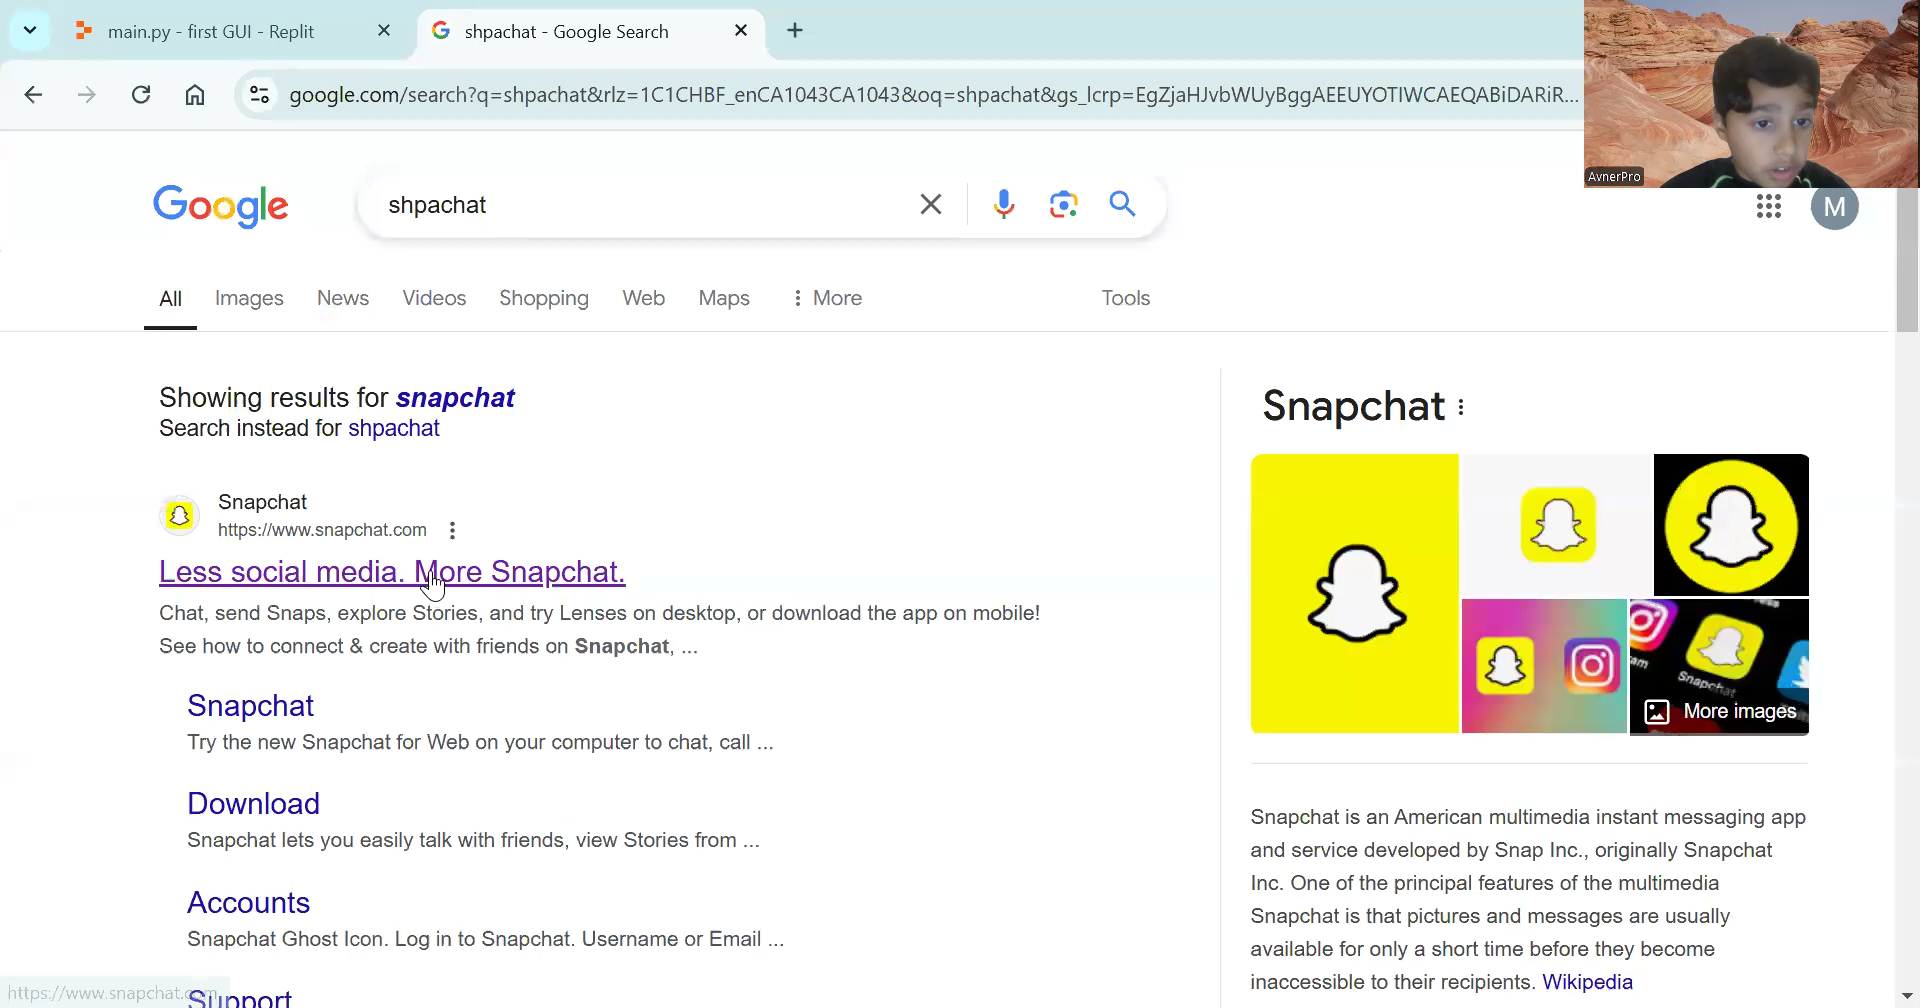 main.py - first GUI - Replit
shpachat - Google Search
google.com/search?q=shpachat&rlz=1C1CHBF_enCA1043CA1043&oq=shpachat&gs_lcrp=EgZjaHJvbWUyBggAEEUYOTIWCAEQABiDARiR...
AvnerPro
Google
shpachat
M
All
Images
News
Videos
Shopping
Web
Maps
More
Tools
Showing results for snapchat
Search instead for shpachat
Snapchat
https://www.snapchat.com
Less social media. More Snapchat.
Chat, send Snaps, explore Stories, and try Lenses on desktop, or download the app on mobile!
See how to connect & create with friends on Snapchat, ...
Snapchat
Try the new Snapchat for Web on your computer to chat, call ...
Download
Snapchat lets you easily talk with friends, view Stories from ...
Accounts
Snapchat Ghost Icon. Log in to Snapchat. Username or Email ...
Support
https://www.snapchat.com
Snapchat
Snapchat
More images
Snapchat is an American multimedia instant messaging app
and service developed by Snap Inc., originally Snapchat
Inc. One of the principal features of the multimedia
Snapchat is that pictures and messages are usually
available for only a short time before they become
inaccessible to their recipients. Wikipedia